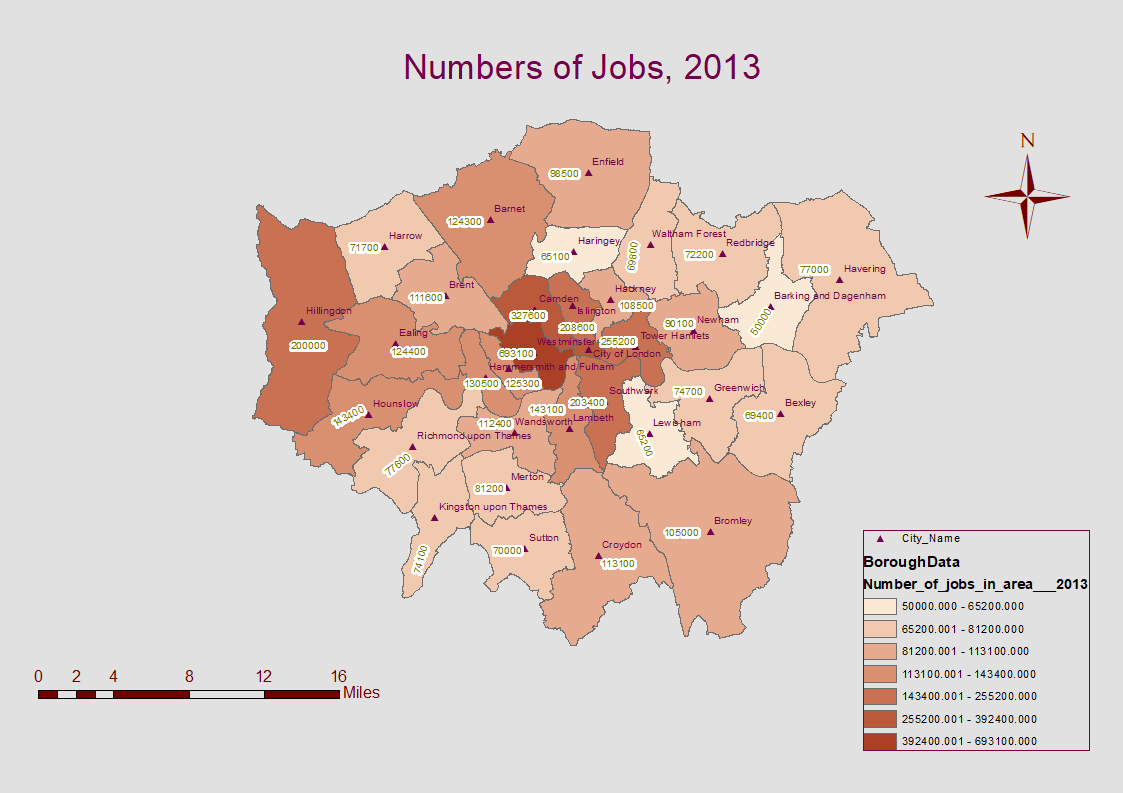 Numbers of Jobs, 2013
N
Enfield
98500
Barnet
124300
Harrow
71700
Haringey
65100
Waltham Forest
69800
Redbridge
72200
Havering
77000
Brent
111600
Hackney
108500
Barking and Dagenham
50000
Hillingdon
200000
Camden
327600
Islington
208600
Newham
90100
Ealing
124400
Westminster
693100
255200
Tower Hamlets
City of London
Hammersmith and Fulham
130500
125300
Southwark
203400
Greenwich
74700
Bexley
69400
Hounslow
143400
143100
Lambeth
Wandsworth
112400
Lewisham
65200
Richmond upon Thames
77600
Merton
81200
Kingston upon Thames
74100
Sutton
70000
Croydon
113100
Bromley
105000
City_Name
BoroughData
Number_of_jobs_in_area___2013
50000.000 - 65200.000
65200.001 - 81200.000
81200.001 - 113100.000
113100.001 - 143400.000
143400.001 - 255200.000
255200.001 - 392400.000
392400.001 - 693100.000
0 2 4 8 12 16
Miles